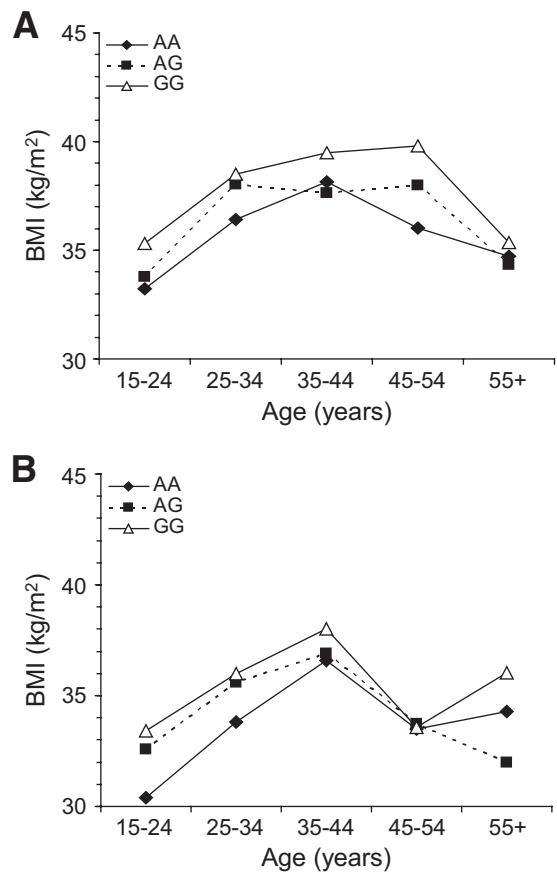 A
45
AA
AG
GG
40
BMI (kg/m²)
35
30
15-24 25-34 35-44 45-54 55+
Age (years)
B
45
AA
AG
GG
40
BMI (kg/m²)
35
30
15-24 25-34 35-44 45-54 55+
Age (years)